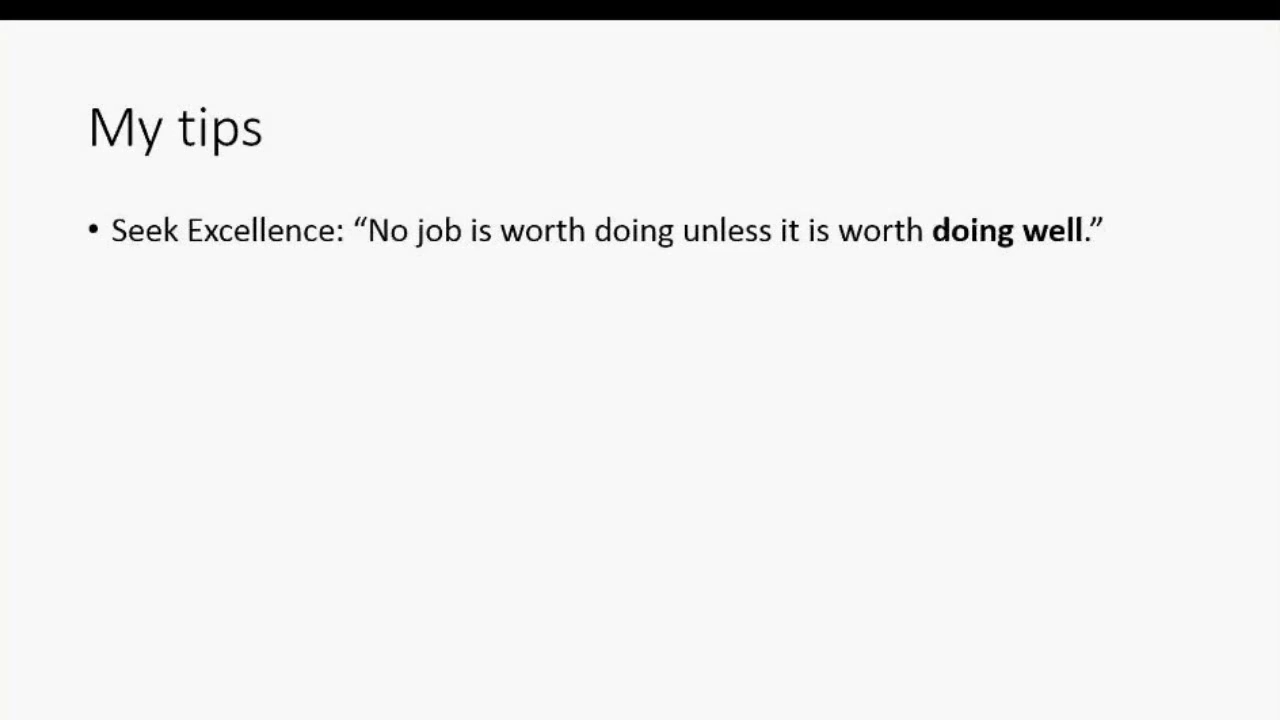 My tips
• Seek Excellence: “No job is worth doing unless it is worth doing well.”